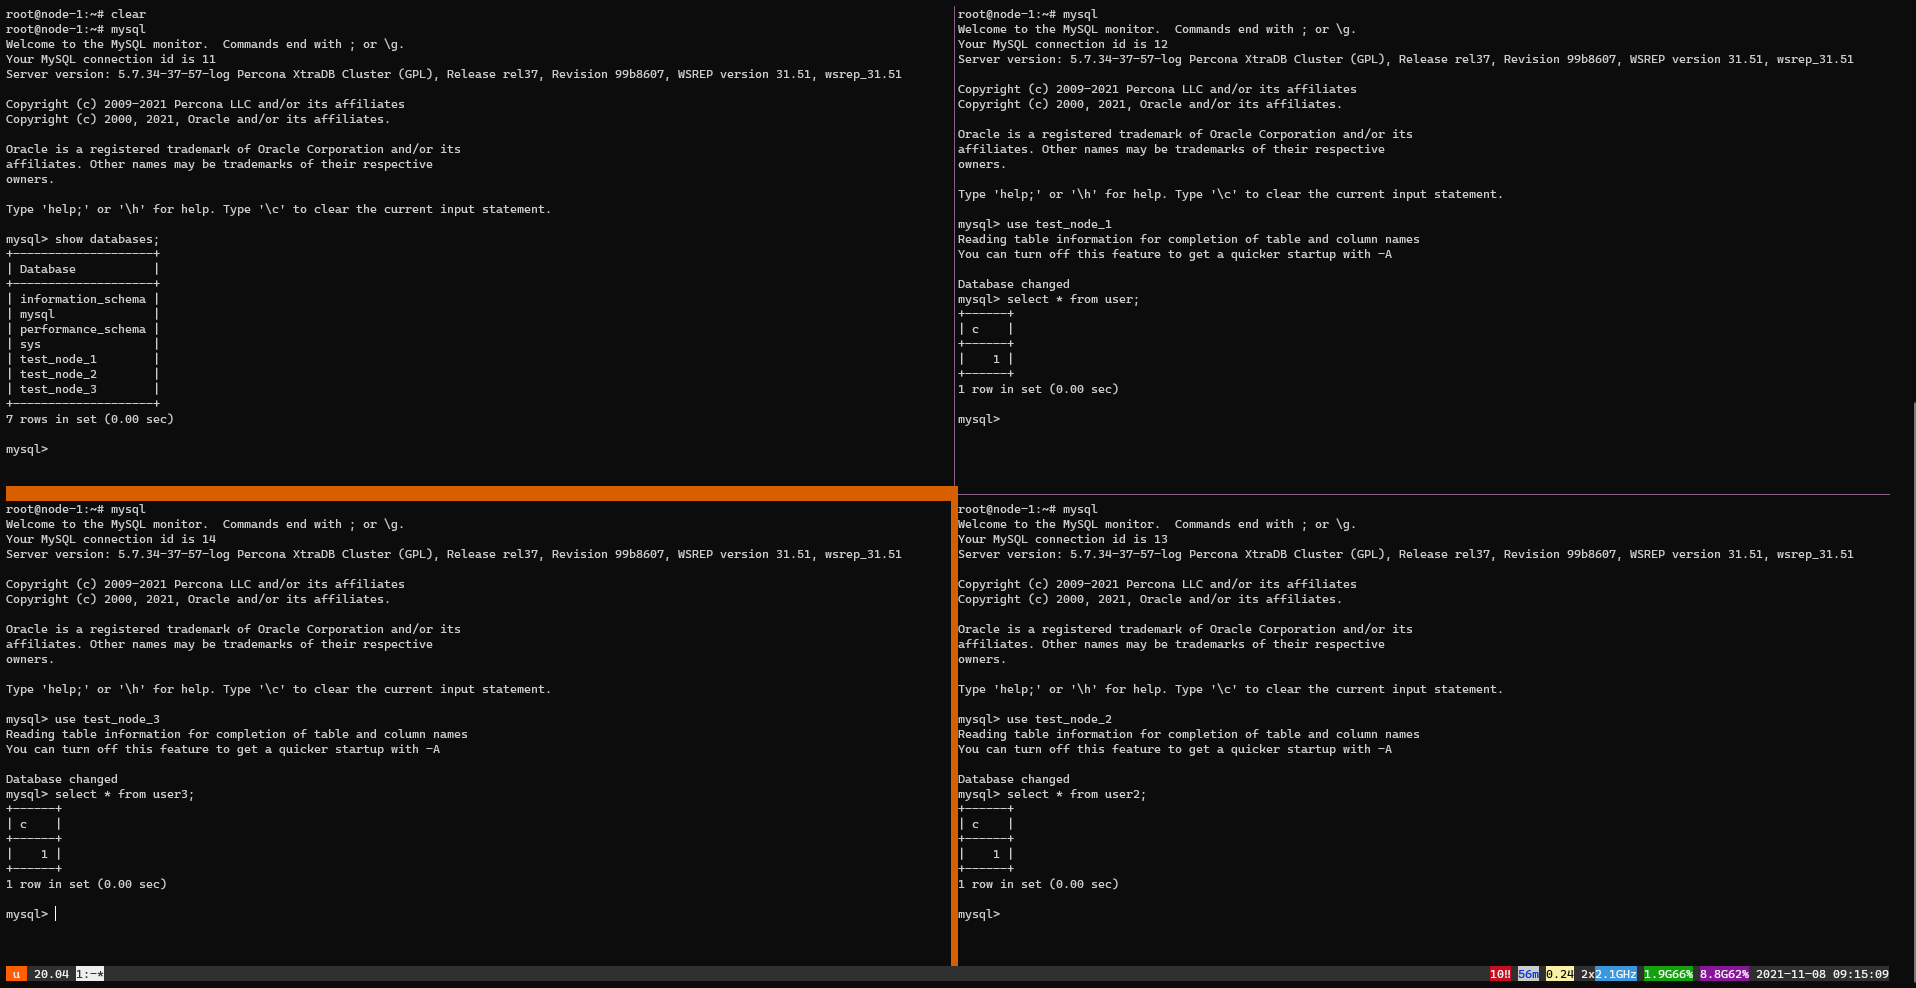 root@node-1:~# clear
root@node-1:~# mysql
Welcome to the MySQL monitor.  Commands end with ; or \g.
Your MySQL connection id is 11
Server version: 5.7.34-37-57-log Percona XtraDB Cluster (GPL), Release rel37, Revision 99b8607, WSREP version 31.51, wsrep_31.51

Copyright (c) 2009-2021 Percona LLC and/or its affiliates
Copyright (c) 2000, 2021, Oracle and/or its affiliates.

Oracle is a registered trademark of Oracle Corporation and/or its
affiliates. Other names may be trademarks of their respective
owners.

Type 'help;' or '\h' for help. Type '\c' to clear the current input statement.

mysql> show databases;
+--------------------+
| Database           |
+--------------------+
| information_schema |
| mysql              |
| performance_schema |
| sys                |
| test_node_1        |
| test_node_2        |
| test_node_3        |
+--------------------+
7 rows in set (0.00 sec)

mysql>

root@node-1:~# mysql
Welcome to the MySQL monitor.  Commands end with ; or \g.
Your MySQL connection id is 12
Server version: 5.7.34-37-57-log Percona XtraDB Cluster (GPL), Release rel37, Revision 99b8607, WSREP version 31.51, wsrep_31.51

Copyright (c) 2009-2021 Percona LLC and/or its affiliates
Copyright (c) 2000, 2021, Oracle and/or its affiliates.

Oracle is a registered trademark of Oracle Corporation and/or its
affiliates. Other names may be trademarks of their respective
owners.

Type 'help;' or '\h' for help. Type '\c' to clear the current input statement.

mysql> use test_node_1
Reading table information for completion of table and column names
You can turn off this feature to get a quicker startup with -A

Database changed
mysql> select * from user;
+------+
| c    |
+------+
|    1 |
+------+
1 row in set (0.00 sec)

mysql>

root@node-1:~# mysql
Welcome to the MySQL monitor.  Commands end with ; or \g.
Your MySQL connection id is 14
Server version: 5.7.34-37-57-log Percona XtraDB Cluster (GPL), Release rel37, Revision 99b8607, WSREP version 31.51, wsrep_31.51

Copyright (c) 2009-2021 Percona LLC and/or its affiliates
Copyright (c) 2000, 2021, Oracle and/or its affiliates.

Oracle is a registered trademark of Oracle Corporation and/or its
affiliates. Other names may be trademarks of their respective
owners.

Type 'help;' or '\h' for help. Type '\c' to clear the current input statement.

mysql> use test_node_3
Reading table information for completion of table and column names
You can turn off this feature to get a quicker startup with -A

Database changed
mysql> select * from user3;
+------+
| c    |
+------+
|    1 |
+------+
1 row in set (0.00 sec)

mysql>

root@node-1:~# mysql
Welcome to the MySQL monitor.  Commands end with ; or \g.
Your MySQL connection id is 13
Server version: 5.7.34-37-57-log Percona XtraDB Cluster (GPL), Release rel37, Revision 99b8607, WSREP version 31.51, wsrep_31.51

Copyright (c) 2009-2021 Percona LLC and/or its affiliates
Copyright (c) 2000, 2021, Oracle and/or its affiliates.

Oracle is a registered trademark of Oracle Corporation and/or its
affiliates. Other names may be trademarks of their respective
owners.

Type 'help;' or '\h' for help. Type '\c' to clear the current input statement.

mysql> use test_node_2
Reading table information for completion of table and column names
You can turn off this feature to get a quicker startup with -A

Database changed
mysql> select * from user2;
+------+
| c    |
+------+
|    1 |
+------+
1 row in set (0.00 sec)

mysql>

u 20.04 1:-* 10!! 56m 0.24 2x2.1GHz 1.9G66% 8.8G62% 2021-11-08 09:15:09